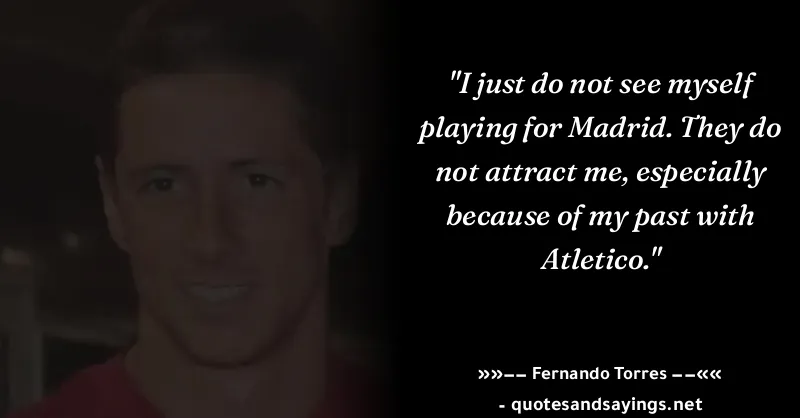 "I just do not see myself
playing for Madrid. They do
not attract me, especially
because of my past with
Atletico."
»»−− Fernando Torres −−««
- quotesandsayings.net